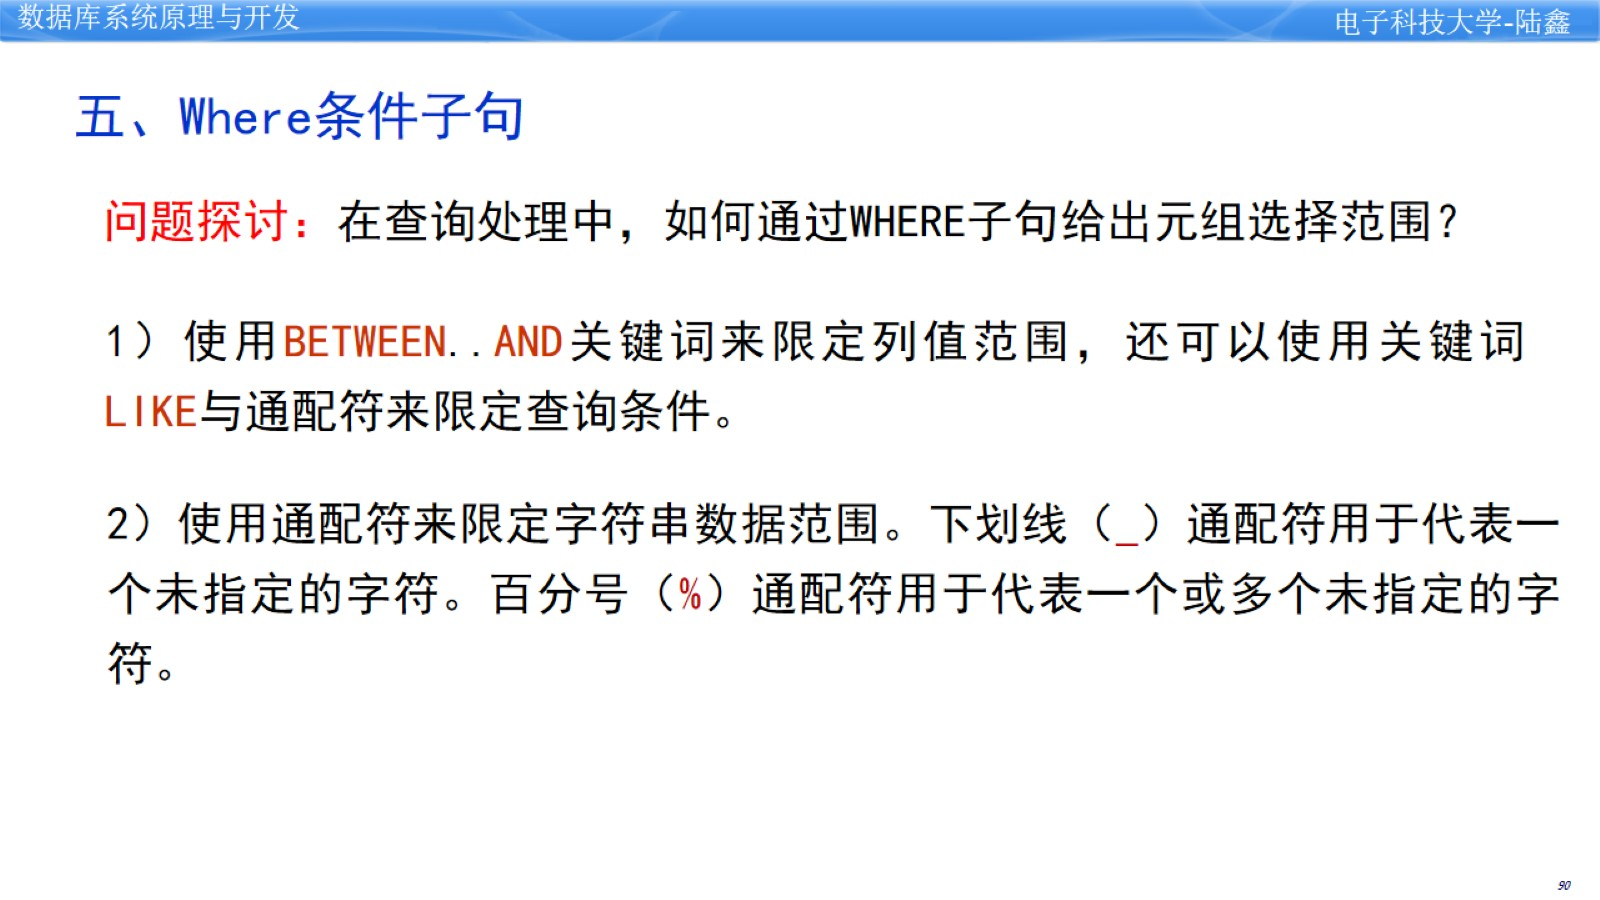 数据库系统原理与开发
电子科技大学-陆鑫
五、Where条件子句
问题探讨：在查询处理中，如何通过WHERE子句给出元组选择范围？
1）使用BETWEEN..AND关键词来限定列值范围，还可以使用关键词
LIKE与通配符来限定查询条件。
2）使用通配符来限定字符串数据范围。下划线（_）通配符用于代表一
个未指定的字符。百分号（%）通配符用于代表一个或多个未指定的字
符。
90